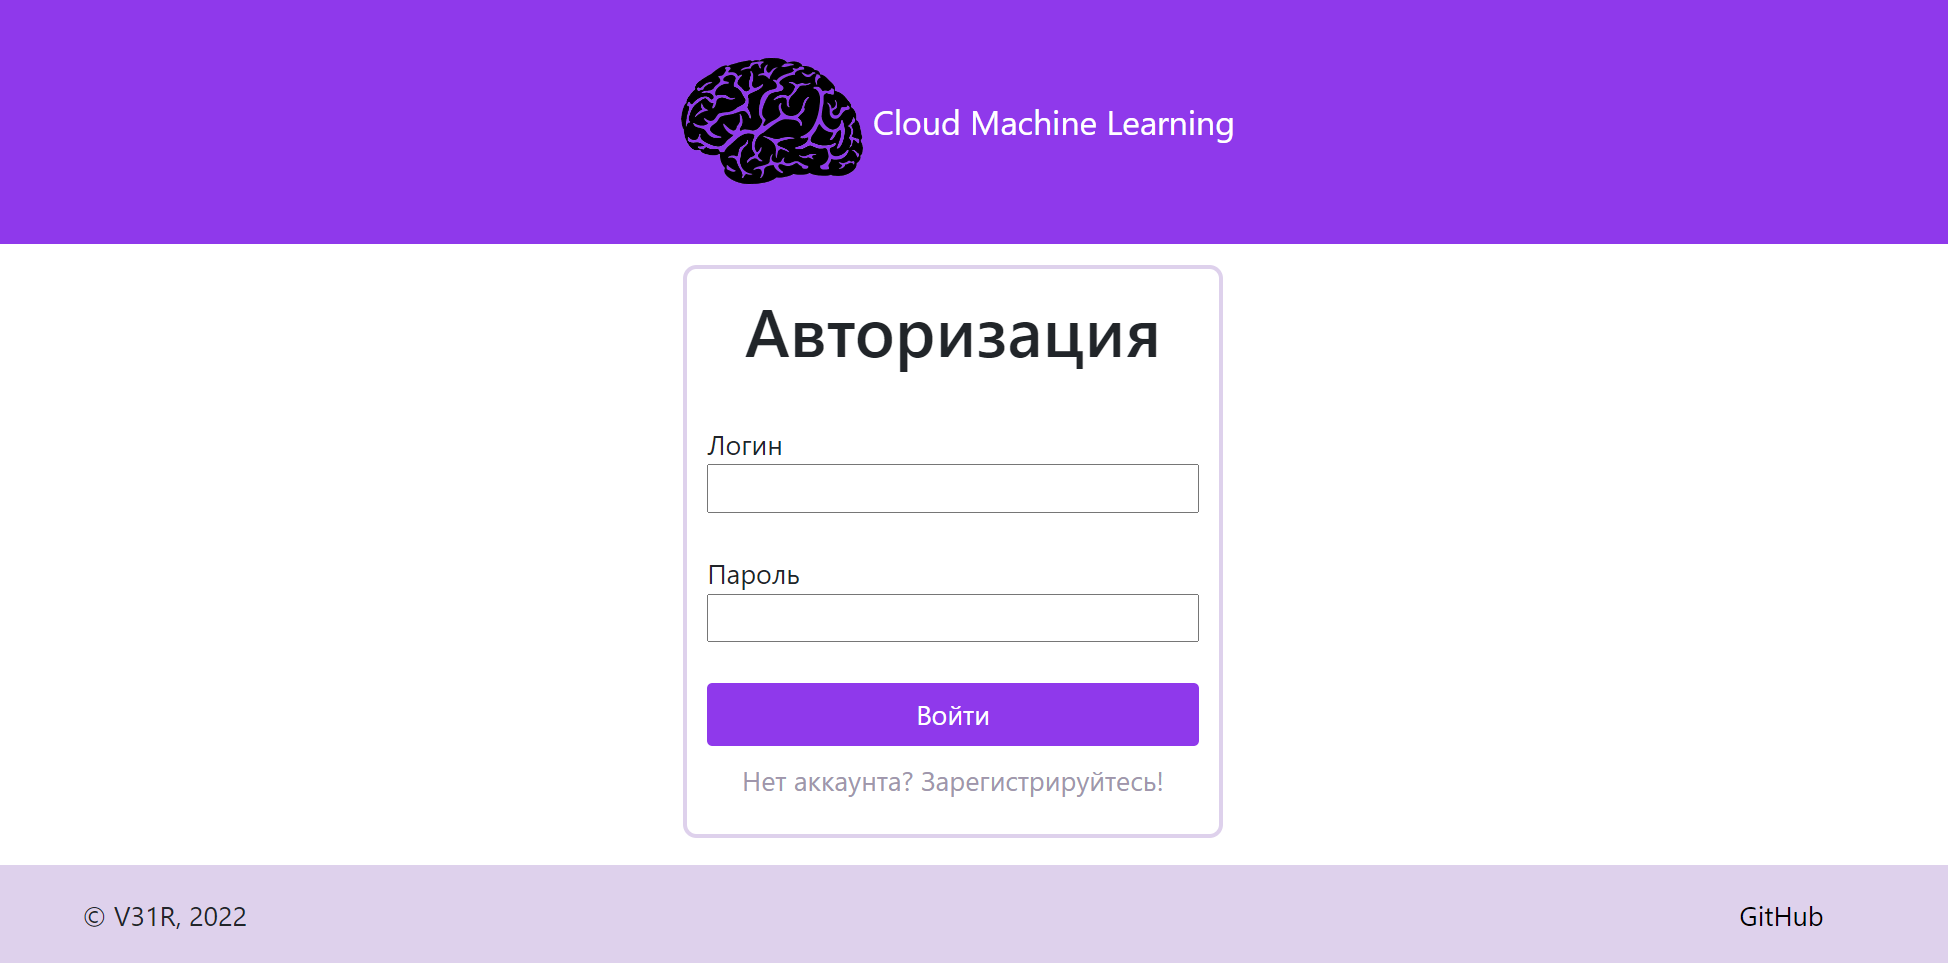 Cloud Machine Learning
Авторизация
Логин
Пароль
Войти
Нет аккаунта? Зарегистрируйтесь!
© V31R, 2022
GitHub